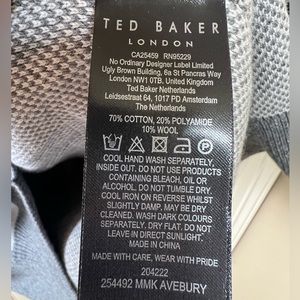 TED BAKER
LONDON
CA25459 RN95229
No Ordinary Designer Label Limited
Ugly Brown Building, 6a St Pancras Way
London NW1 0TB, United Kingdom
Ted Baker Netherlands
Leidsestraat 64, 1017 PD Amsterdam
The Netherlands
70% COTTON, 20% POLYAMIDE
10% WOOL
COOL HAND WASH SEPARATELY,
INSIDE OUT. DO NOT USE PRODUCTS
CONTAINING BLEACH, OIL OR
ALCOHOL. DO NOT TUMBLE DRY.
COOL IRON ON REVERSE WHILST
SLIGHTLY DAMP. MAY BE DRY
CLEANED. WASH DARK COLOURS
SEPARATELY. DRY FLAT. DO NOT
MACHINE DRY.
MADE IN CHINA
MADE WITH CARE, WEAR WITH PRIDE
204222
254492 MMK AVEBURY